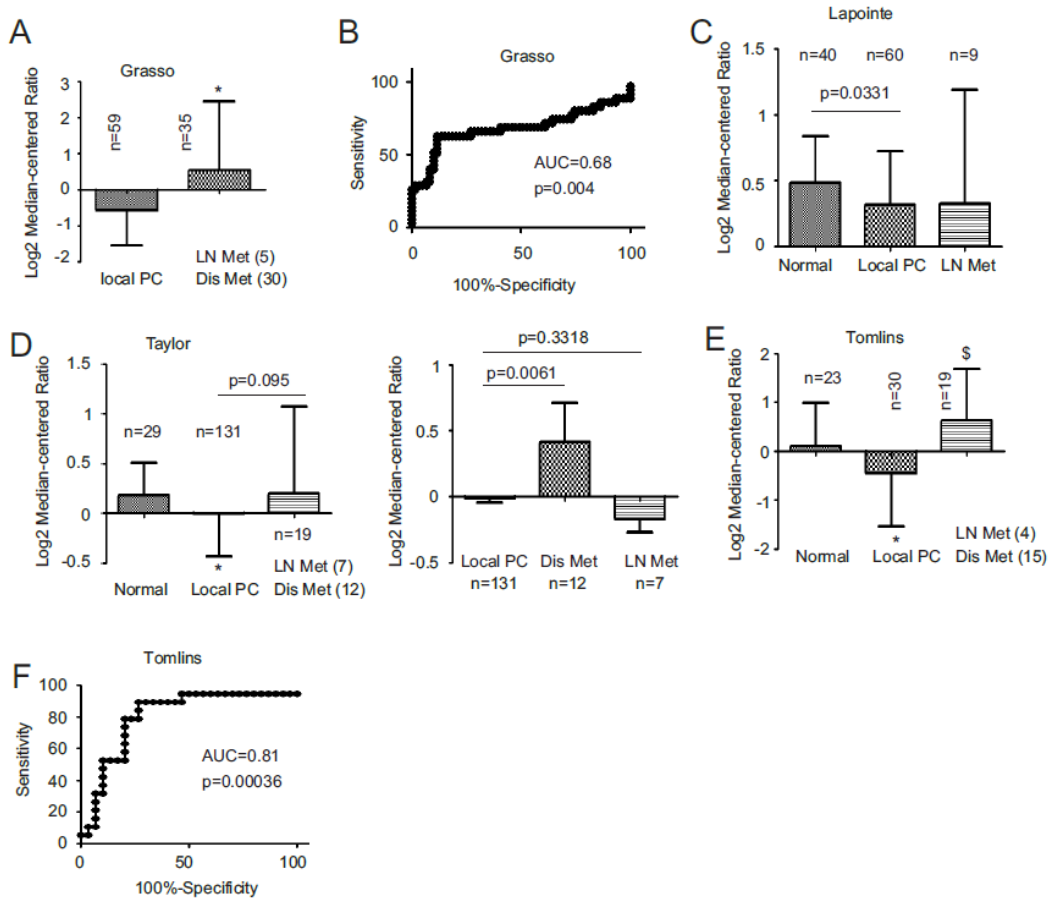 A
Grasso
Log2 Median-centered Ratio
3
2
1
0
-1
-2
n=59
n=35
*
local PC
LN Met (5)
Dis Met (30)
B
Grasso
Sensitivity
100
50
0
AUC=0.68
p=0.004
0
50
100
100%-Specificity
C
Lapointe
Log2 Median-centered Ratio
1.5
1
0.5
0
n=40
n=60
n=9
p=0.0331
Normal
Local PC
LN Met
D
Taylor
Log2 Median-centered Ratio
1.5
1
0.5
0
-0.5
p=0.095
n=29
n=131
n=19
*
Normal
Local PC
LN Met (7)
Dis Met (12)
Log2 Median-centered Ratio
1
0.5
0
-0.5
p=0.3318
p=0.0061
Local PC
Dis Met
LN Met
n=131
n=12
n=7
E
Tomlins
Log2 Median-centered Ratio
2
1
0
-1
-2
n=23
n=30
n=19
$
*
Normal
Local PC
LN Met (4)
Dis Met (15)
F
Tomlins
Sensitivity
100
80
60
40
20
0
AUC=0.81
p=0.00036
0
50
100
100%-Specificity